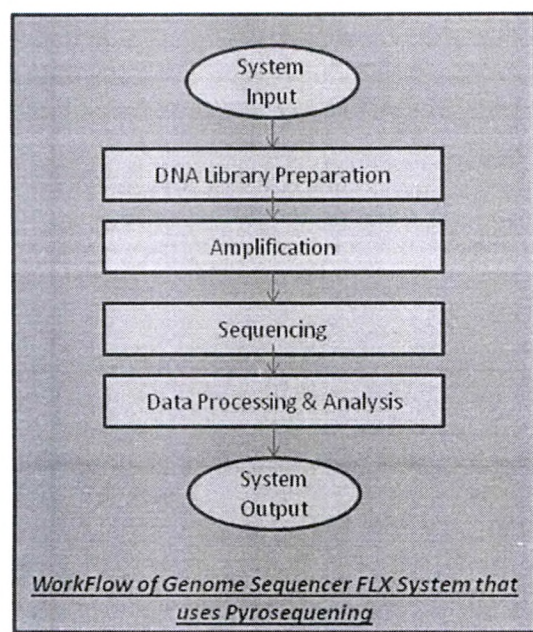 System
Input
DNA Library Preparation
Amplification
Sequencing
Data Processing & Analysis
System
Output
WorkFlow of Genome Sequencer FLX System that
uses Pyrosequening